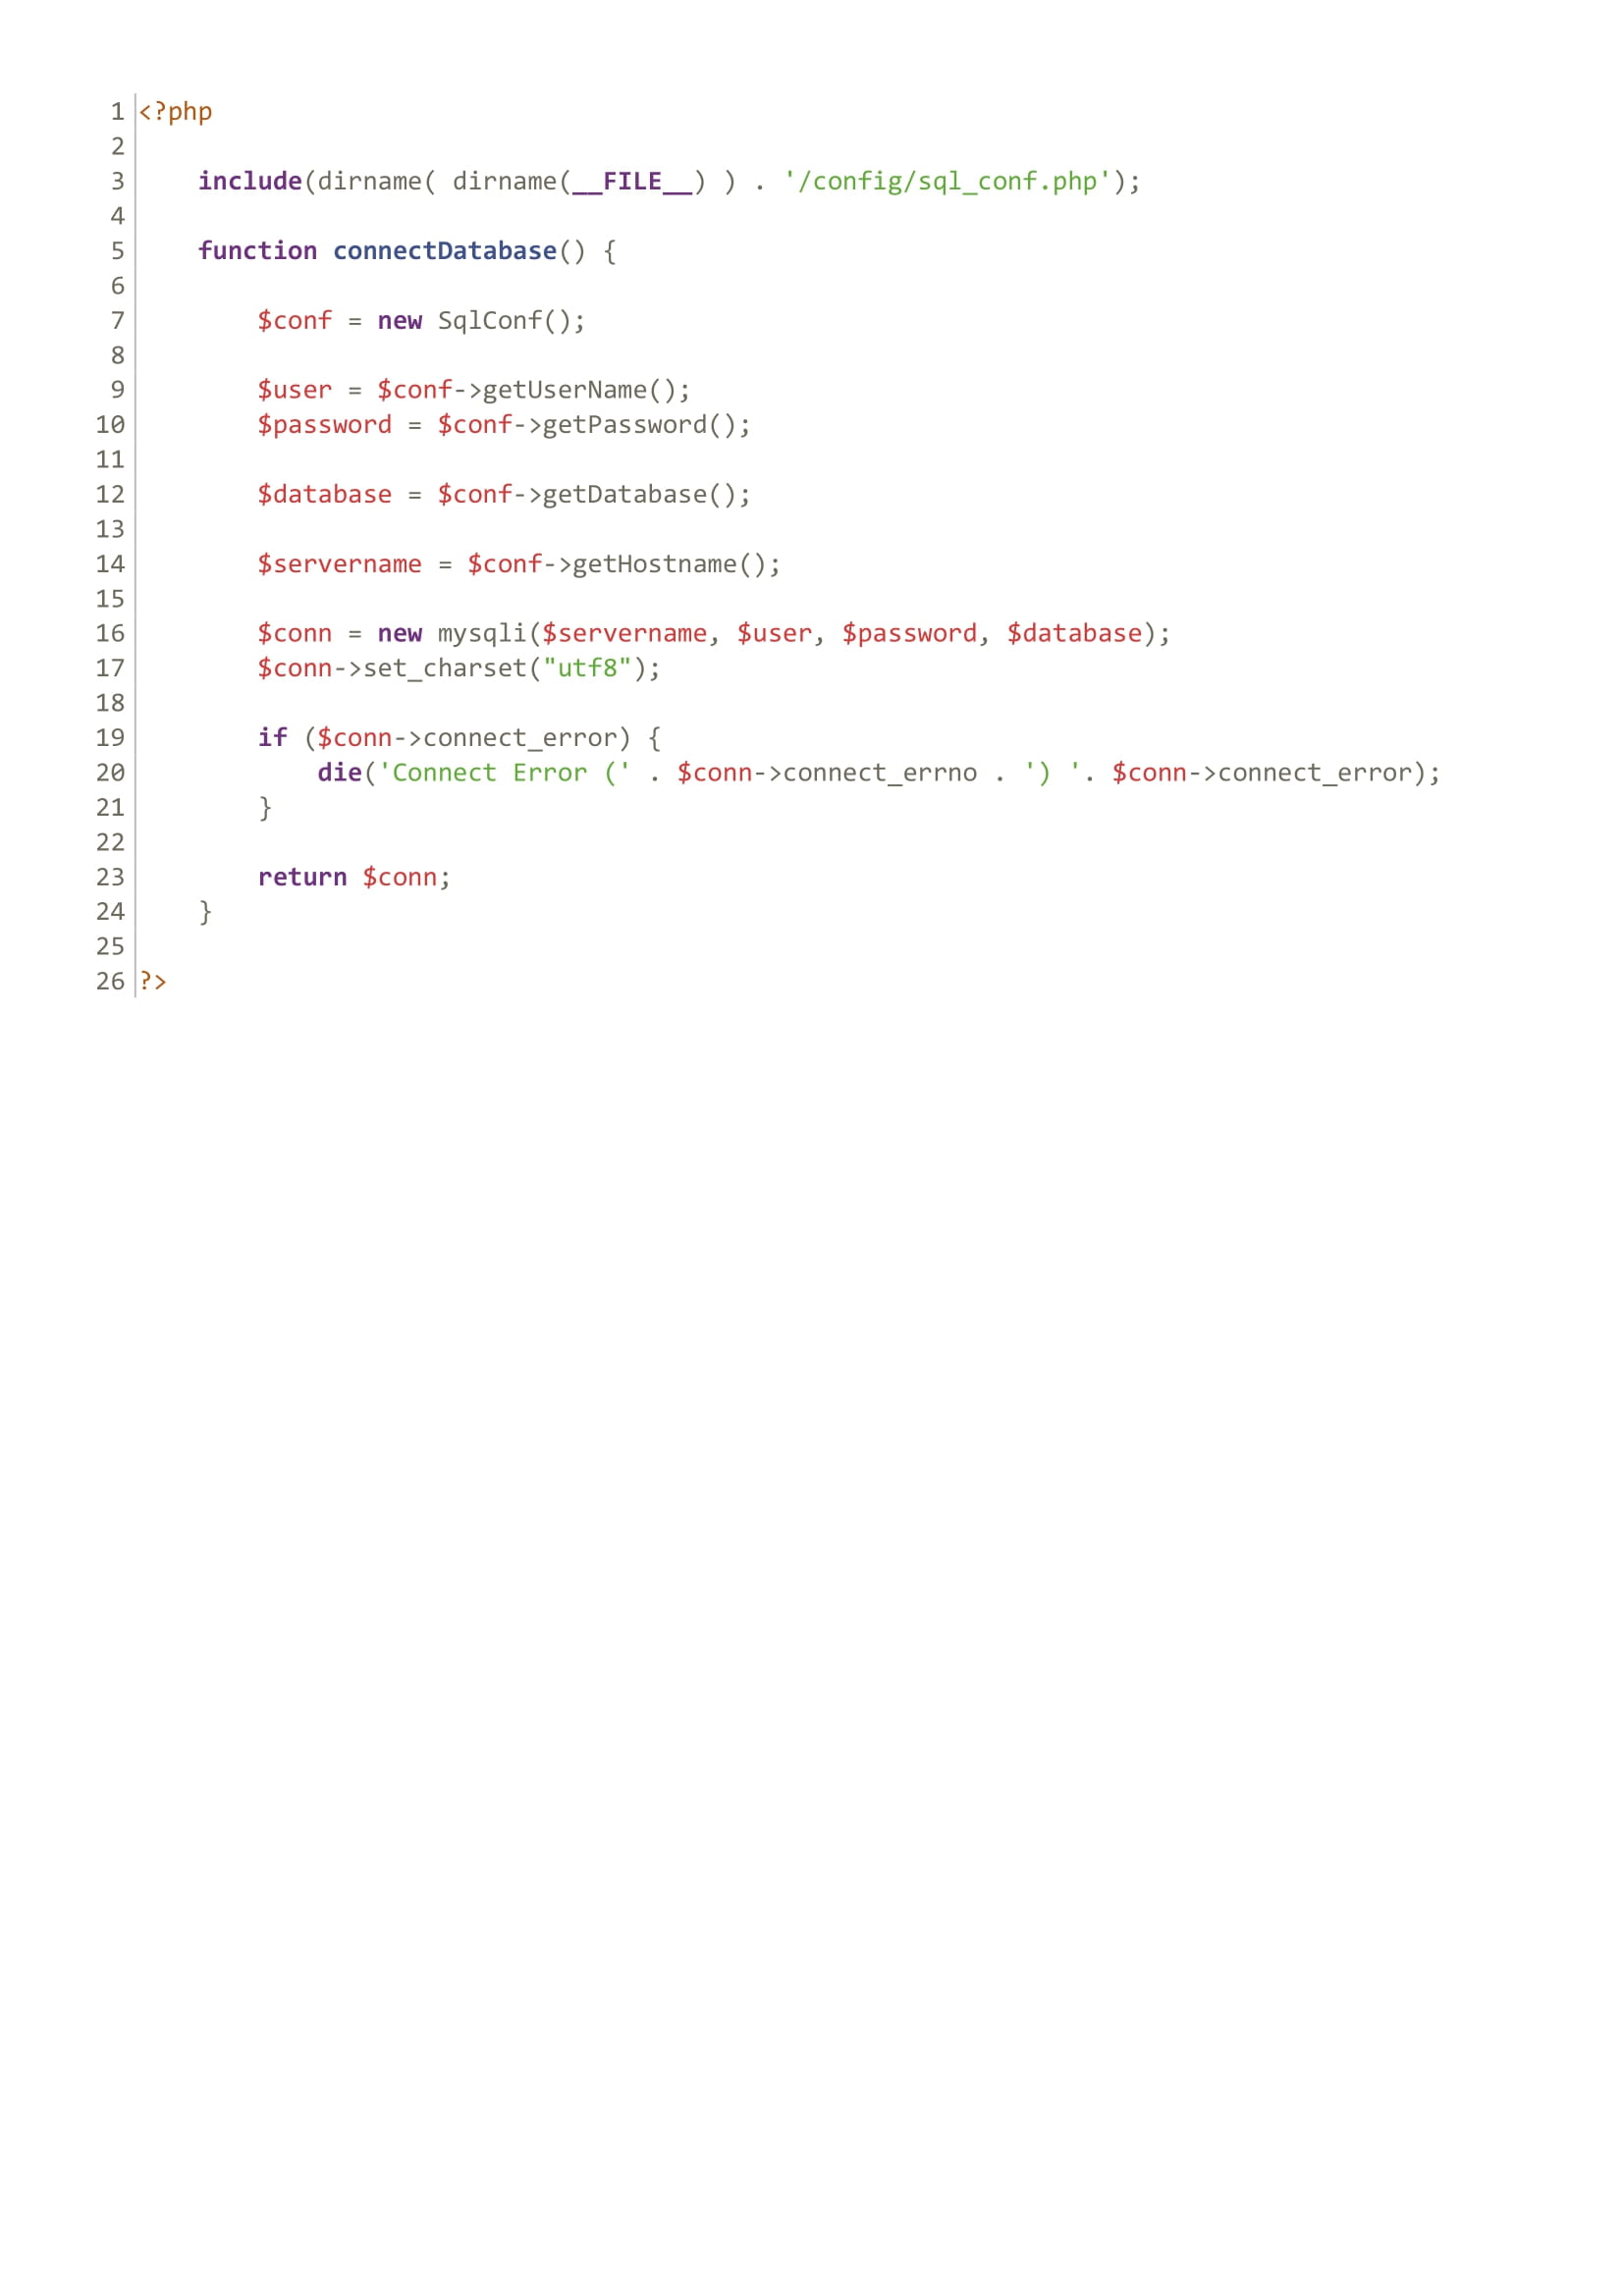 1 <?php
2
3     include(dirname( dirname(__FILE__) ) . '/config/sql_conf.php');
4
5     function connectDatabase() {
6
7         $conf = new SqlConf();
8
9         $user = $conf->getUserName();
10         $password = $conf->getPassword();
11
12         $database = $conf->getDatabase();
13
14         $servername = $conf->getHostname();
15
16         $conn = new mysqli($servername, $user, $password, $database);
17         $conn->set_charset("utf8");
18
19         if ($conn->connect_error) {
20             die('Connect Error (' . $conn->connect_errno . ') '. $conn->connect_error);
21         }
22
23         return $conn;
24     }
25
26 ?>